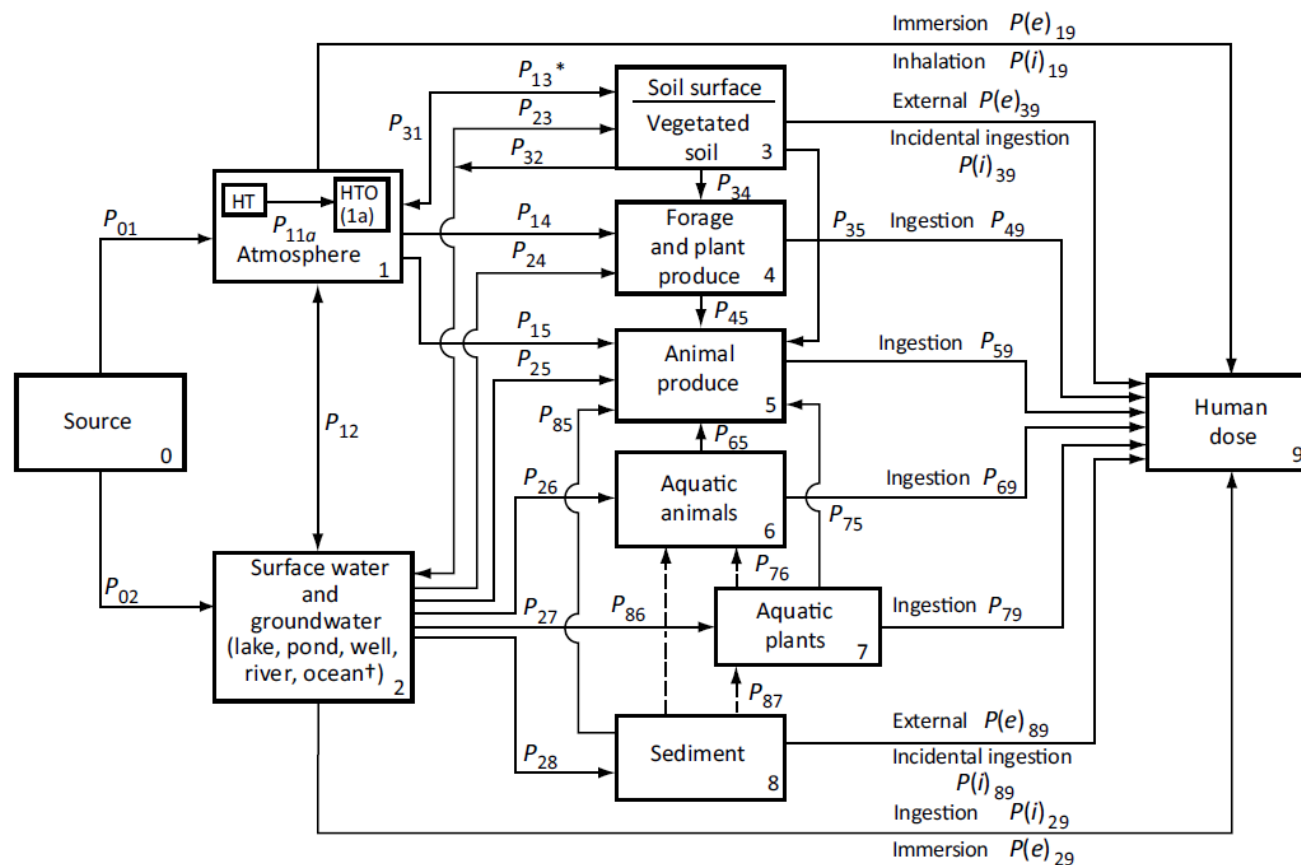 Immersion P(e)19
Inhalation P(i)19
P13*
Soil surface
Vegetated
soil
3
External P(e)39
Incidental ingestion
P(i)39
P23
P31
P32
P34
HT
HTO
(1a)
P11a
Atmosphere
1
P01
P14
P24
Forage
and plant
produce
4
P35
Ingestion P49
P45
P15
P25
Animal
produce
5
Ingestion P59
Source
0
P12
P85
P65
Human
dose
9
P26
Aquatic
animals
6
Ingestion P69
P75
P76
P02
Surface water
and
groundwater
(lake, pond, well,
river, ocean†)
2
P27
P86
Aquatic
plants
7
Ingestion P79
P87
P28
Sediment
8
External P(e)89
Incidental ingestion
P(i)89
Ingestion P(i)29
Immersion P(e)29